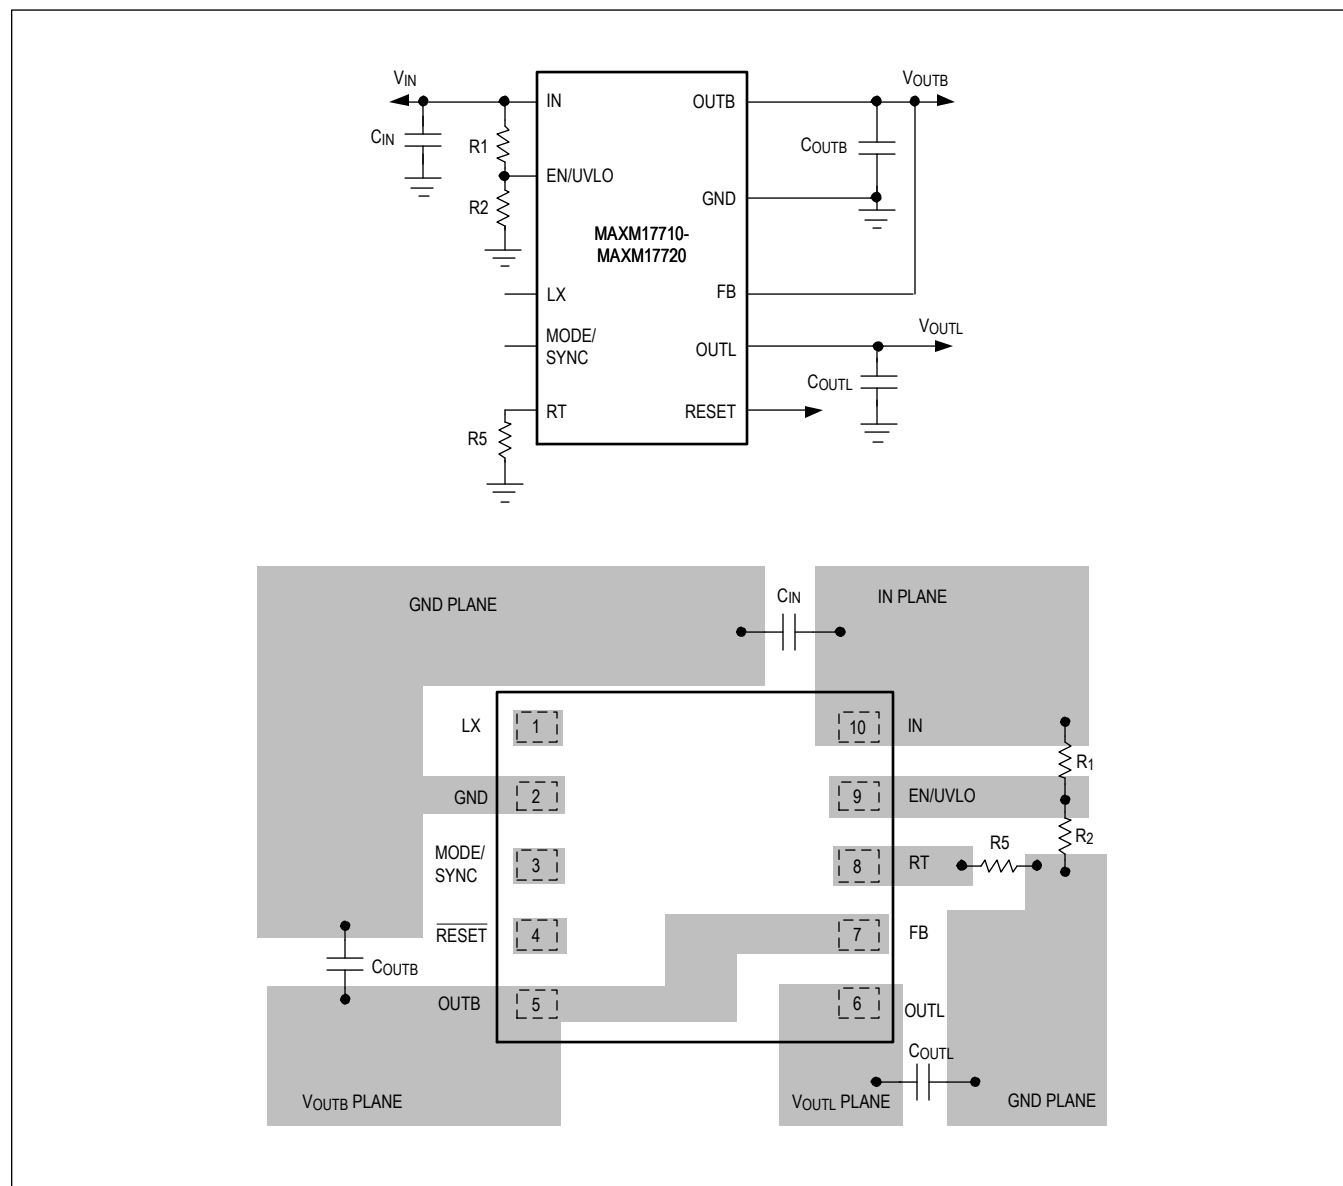 VIN
VOUTB
IN
OUTB
CIN
R1
COUTB
EN/UVLO
R2
GND
MAXM17710-
MAXM17720
LX
FB
MODE/
SYNC
VOUTL
OUTL
COUTL
RT
RESET
R5
GND PLANE
CIN
IN PLANE
LX
1
10
IN
R1
GND
2
9
EN/UVLO
MODE/
SYNC
3
8
RT
R5
R2
RESET
4
7
FB
COUTB
OUTB
5
6
OUTL
COUTL
VOUTB PLANE
VOUTL PLANE
GND PLANE